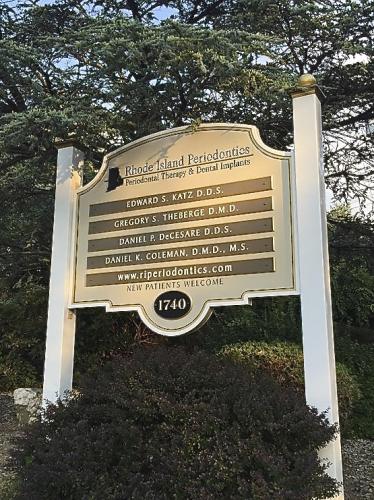 Rhode Island Periodontics
Periodontal Therapy & Dental Implants
EDWARD S. KATZ D.D.S.
GREGORY S. THEBERGE D.M.D.
DANIEL P. DeCESARE D.D.S.
DANIEL K. COLEMAN, D.M.D., M.S.
www.riperiodontics.com
NEW PATIENTS WELCOME
1740